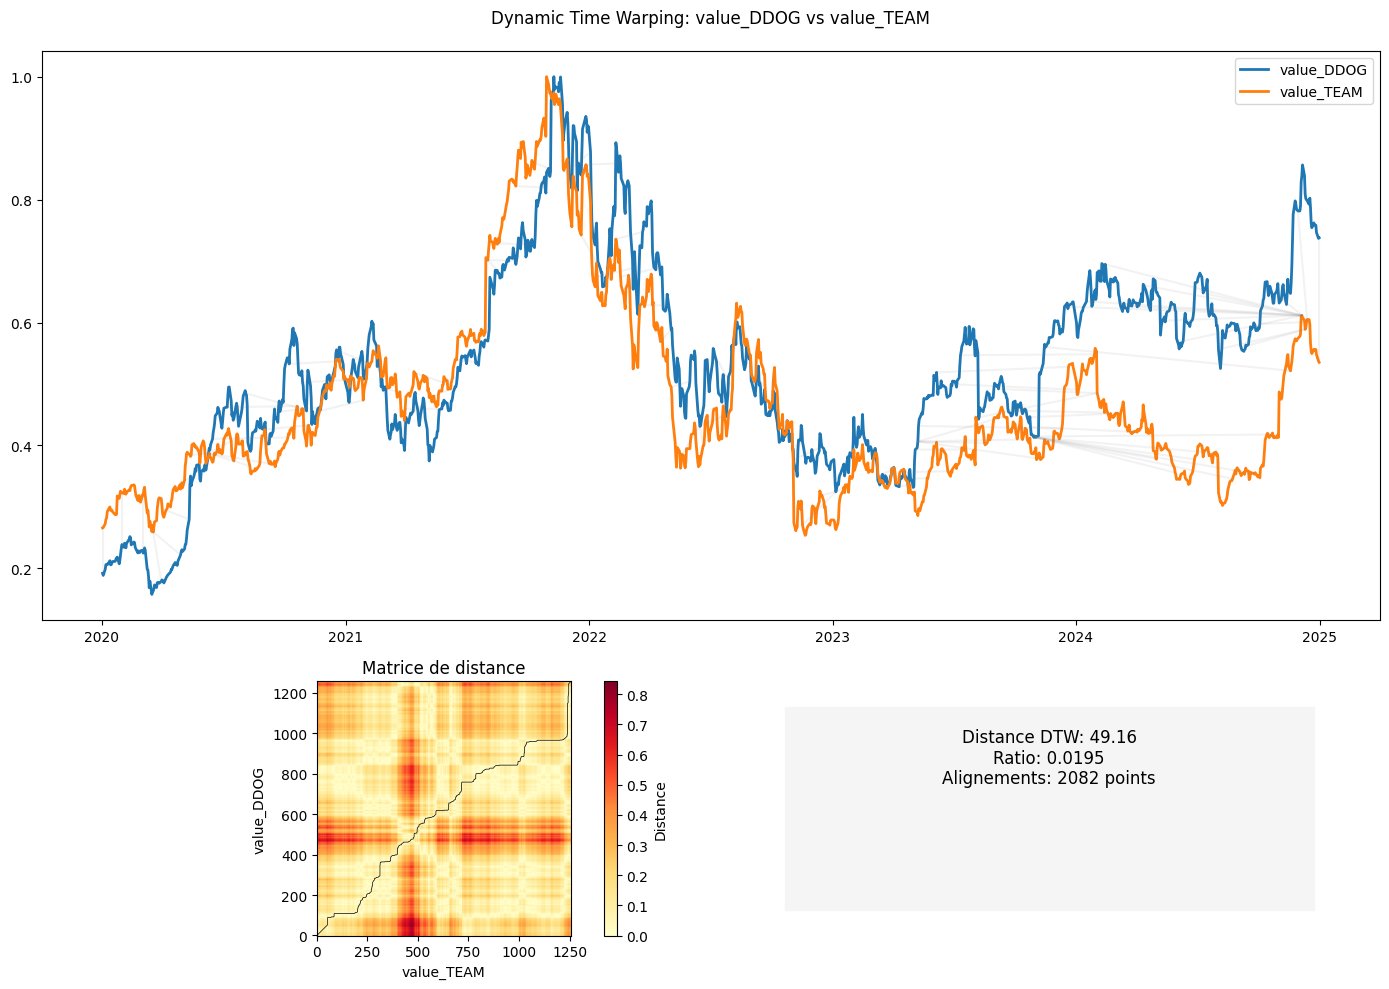 Dynamic Time Warping: value_DDOG vs value_TEAM
value_DDOG
value_TEAM
1.0
0.8
0.6
0.4
0.2
2020 2021 2022 2023 2024 2025
Matrice de distance
value_DDOG
1200
1000
800
600
400
200
0
0 250 500 750 1000 1250
value_TEAM
0.8
0.7
0.6
0.5
0.4
0.3
0.2
0.1
0.0
Distance
Distance DTW: 49.16
Ratio: 0.0195
Alignements: 2082 points